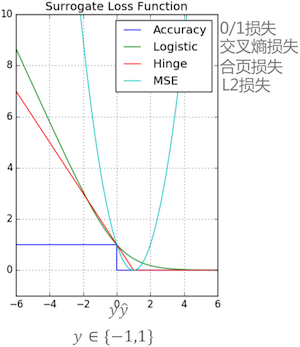 Surrogate Loss Function
10
8
6
4
2
0
Accuracy 0/1损失
Logistic 交叉熵损失
Hinge 合页损失
MSE L2损失
−6 −4 −2 0 2 4 6
yŷ
y ∈ {−1,1}